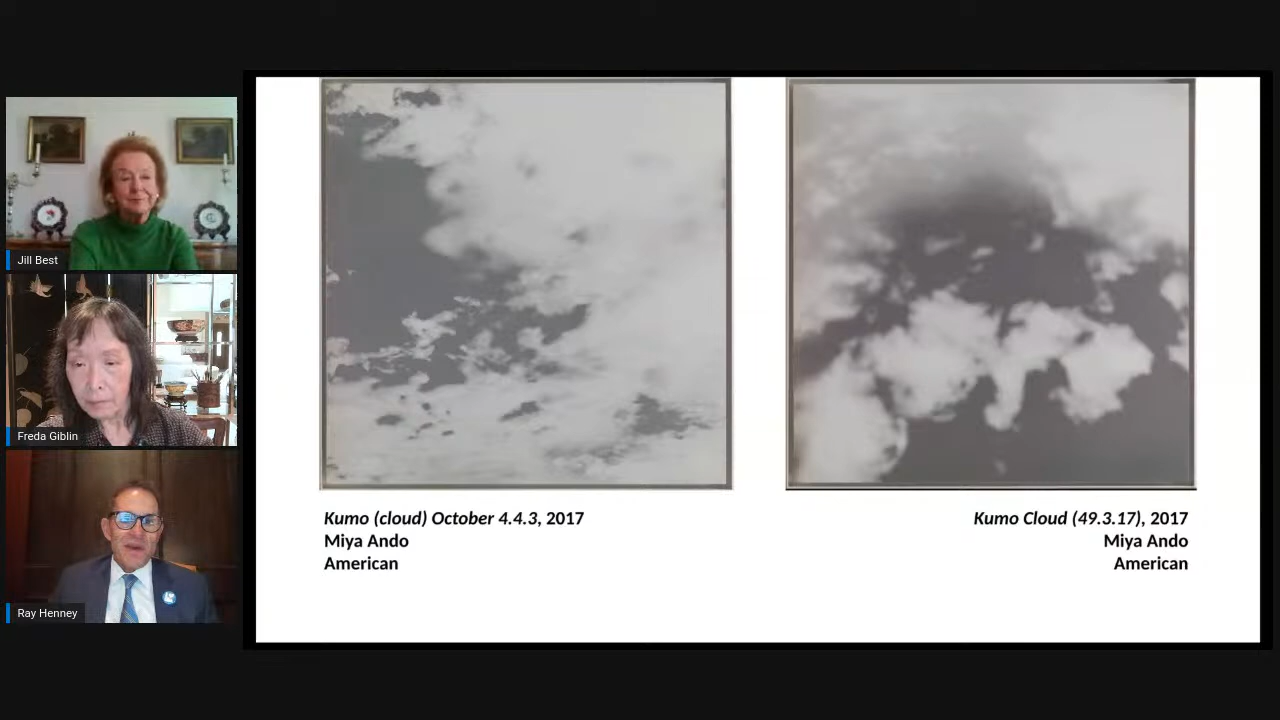 Jill Best
Freda Giblin
Ray Henney
Kumo (cloud) October 4.4.3, 2017
Miya Ando
American
Kumo Cloud (49.3.17), 2017
Miya Ando
American